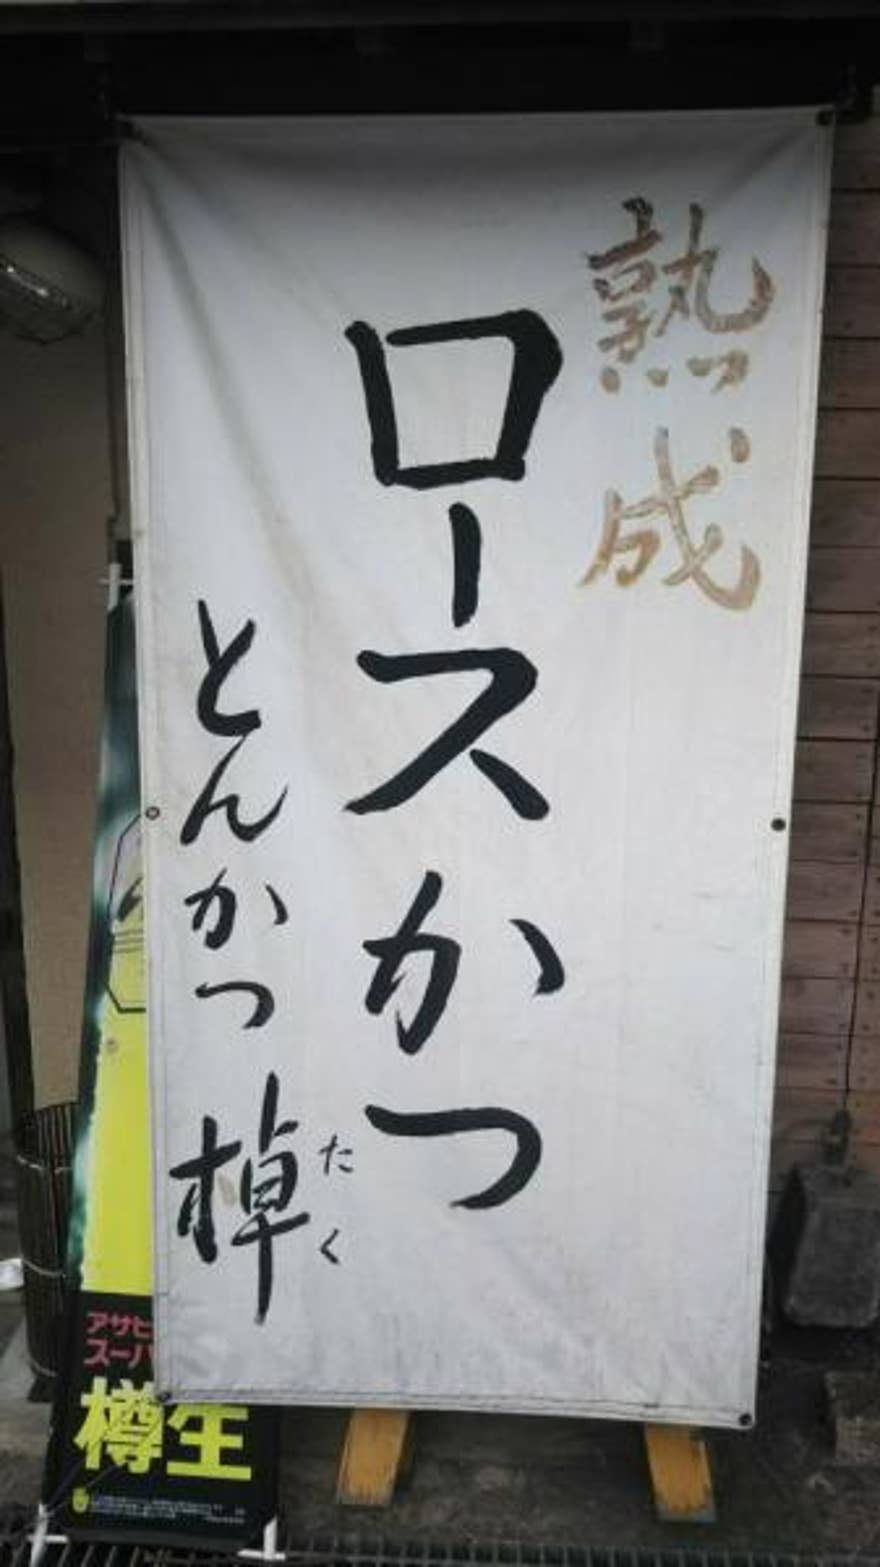 熟成
ロースかつ
とんかつ 棹
たく
アサヒ
スーパ
樽生